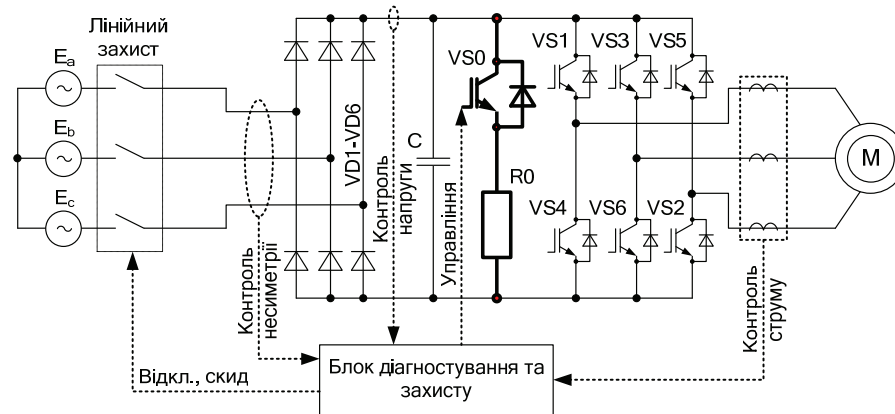 Лінійний
захист
Ea
Eb
Ec
VD1-VD6
C
Контроль
напруги
Управління
VS0
R0
VS1
VS3
VS5
VS4
VS6
VS2
M
Контроль
несиметрії
Контроль
струму
Відкл., скид
Блок діагностування та
захисту